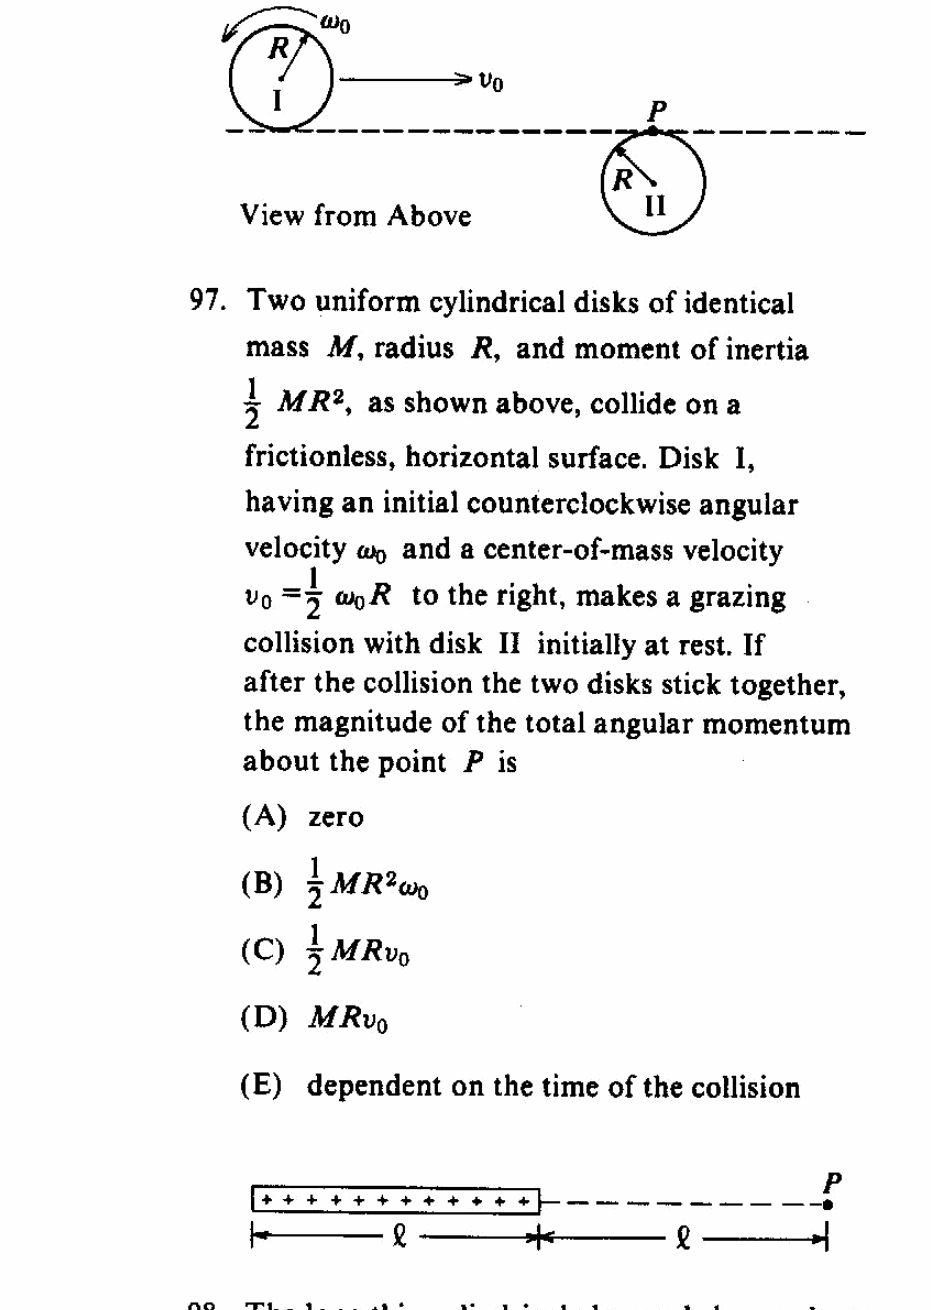 ω₀
R
I
v₀
P
R
II
View from Above
97. Two uniform cylindrical disks of identical
mass M, radius R, and moment of inertia
1/2 MR², as shown above, collide on a
frictionless, horizontal surface. Disk I,
having an initial counterclockwise angular
velocity ω₀ and a center-of-mass velocity
v₀ = 1/2 ω₀R to the right, makes a grazing
collision with disk II initially at rest. If
after the collision the two disks stick together,
the magnitude of the total angular momentum
about the point P is
(A) zero
(B) 1/2 MR²ω₀
(C) 1/2 MRv₀
(D) MRv₀
(E) dependent on the time of the collision
+ + + + + + + + + + + +
P
ℓ ℓ